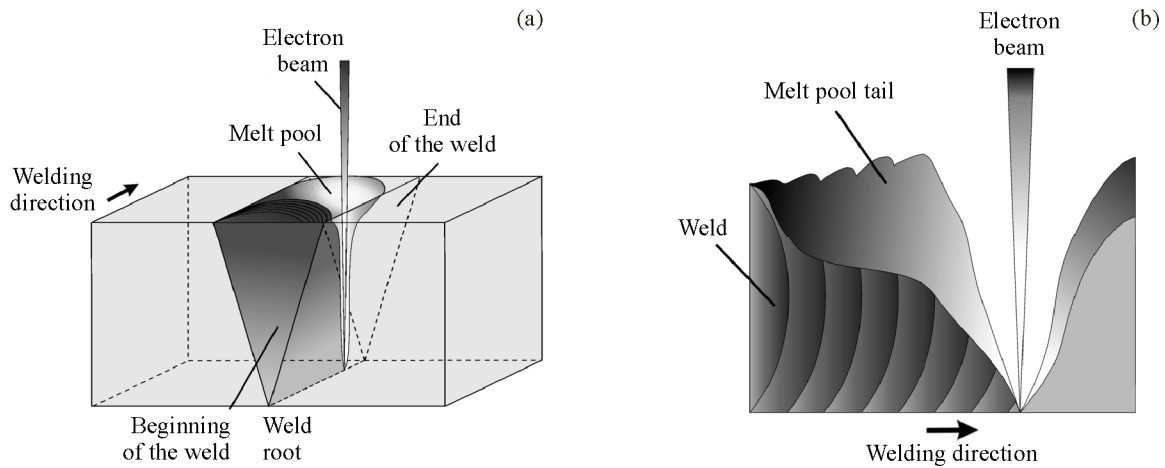 (a)
Electron
beam
Melt pool
End
of the weld
Welding
direction
Beginning
of the weld
Weld
root
(b)
Electron
beam
Melt pool tail
Weld
Welding direction